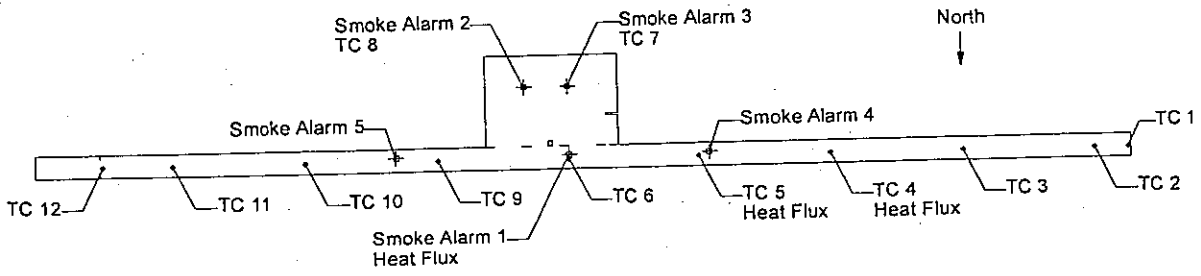 Smoke Alarm 2
TC 8
Smoke Alarm 3
TC 7
North
Smoke Alarm 5
Smoke Alarm 4
TC 1
TC 12
TC 11
TC 10
TC 9
TC 6
TC 5
Heat Flux
TC 4
Heat Flux
TC 3
TC 2
Smoke Alarm 1
Heat Flux